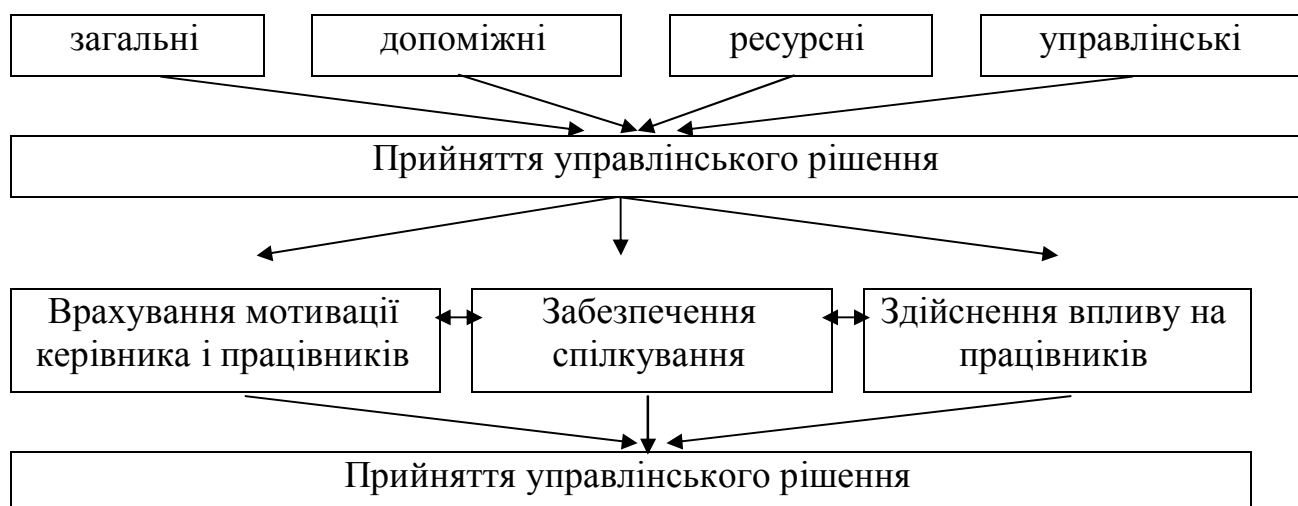 загальні
допоміжні
ресурсні
управлінські
Прийняття управлінського рішення
Врахування мотивації
керівника і працівників
Забезпечення
спілкування
Здійснення впливу на
працівників
Прийняття управлінського рішення